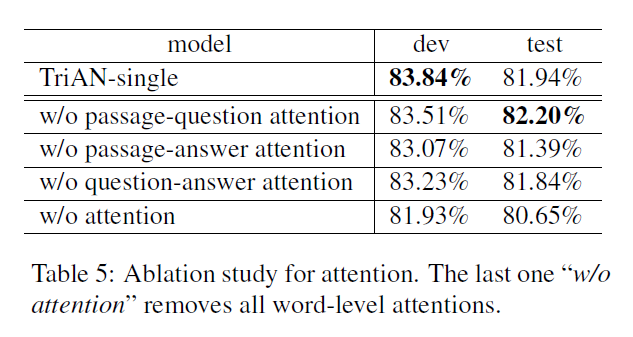 model dev test
TriAN-single 83.84% 81.94%
w/o passage-question attention 83.51% 82.20%
w/o passage-answer attention 83.07% 81.39%
w/o question-answer attention 83.23% 81.84%
w/o attention 81.93% 80.65%
Table 5: Ablation study for attention. The last one “w/o
attention” removes all word-level attentions.